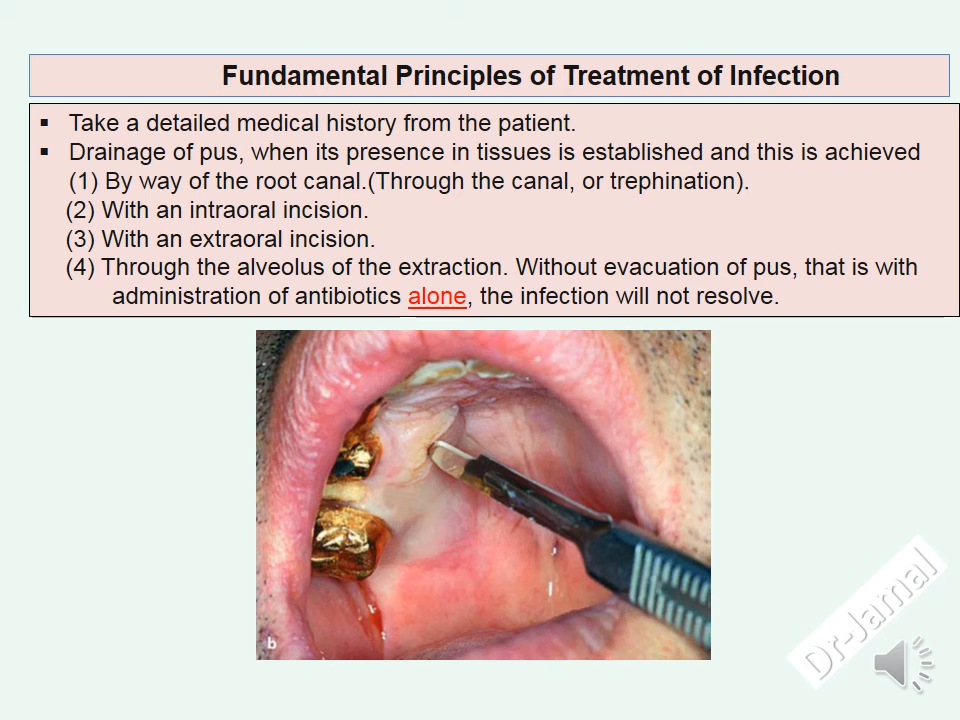 Fundamental Principles of Treatment of Infection
▪ Take a detailed medical history from the patient.
▪ Drainage of pus, when its presence in tissues is established and this is achieved
(1) By way of the root canal.(Through the canal, or trephination).
(2) With an intraoral incision.
(3) With an extraoral incision.
(4) Through the alveolus of the extraction. Without evacuation of pus, that is with
administration of antibiotics alone, the infection will not resolve.
b
Dr-Jamal